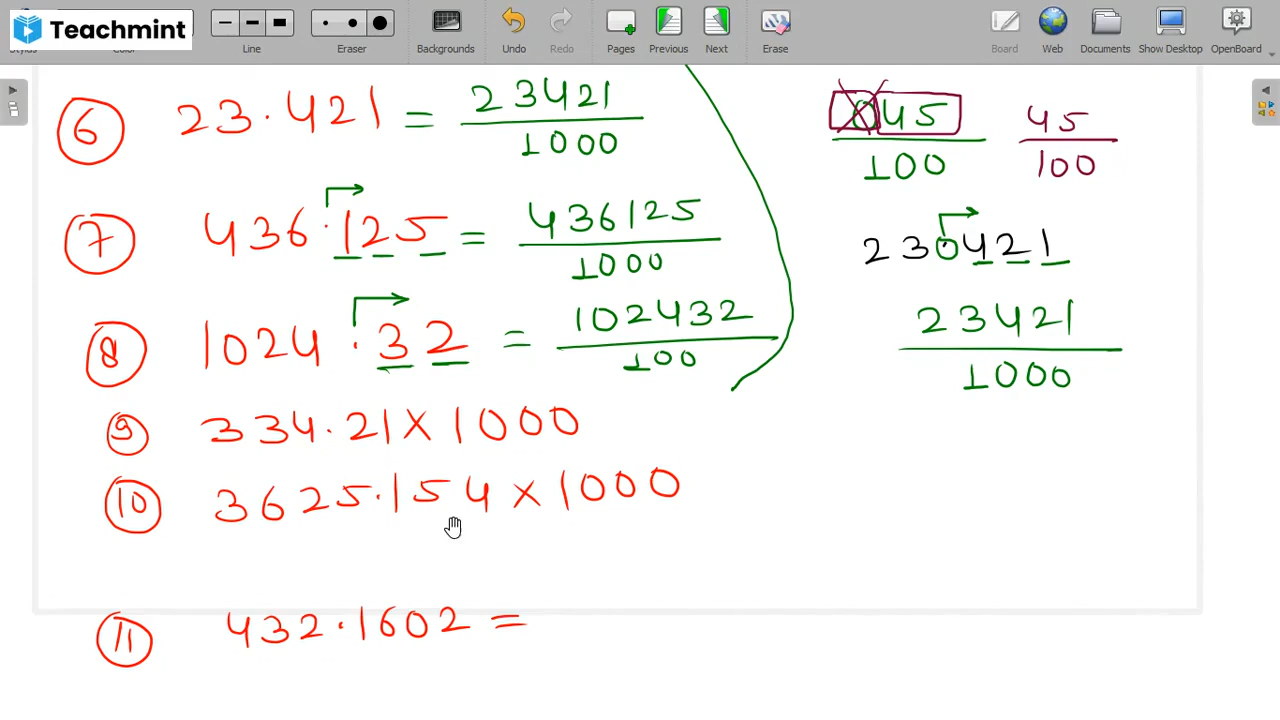 Teachmint
Line
Eraser
Backgrounds
Undo
Redo
Pages
Previous
Next
Erase
Board
Web
Documents
Show Desktop
OpenBoard
6 23.421 = 23421/1000
7 436.125 = 436125/1000
8 1024.32 = 102432/100
9 334.21 × 1000
10 3625.154 × 1000
11 432.1602 =
045/100 45/100
230421
23421/1000